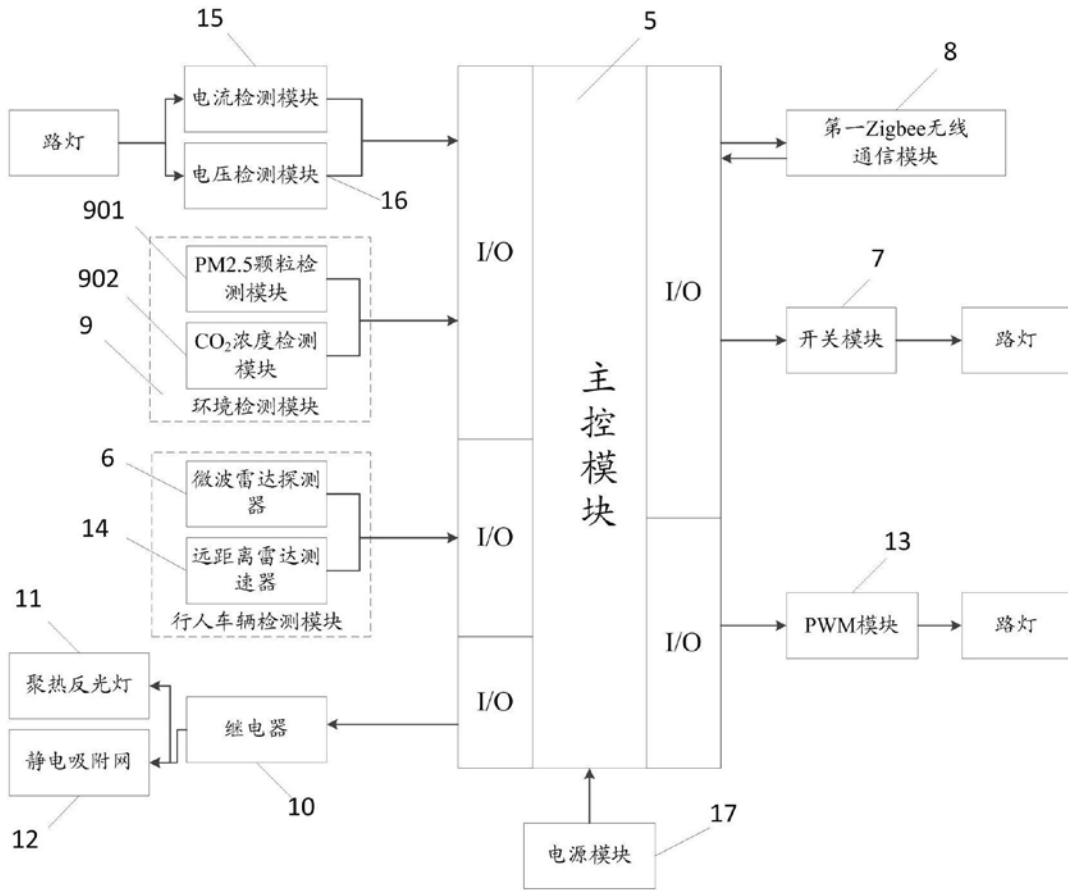 15
5
8
电流检测模块
路灯
电压检测模块
16
第一Zigbee无线
通信模块
901
PM2.5颗粒检
测模块
902
CO₂浓度检测
模块
9
环境检测模块
I/O
I/O
7
开关模块
路灯
主控模块
6
微波雷达探测
器
14
远距离雷达测
速器
行人车辆检测模块
I/O
13
PWM模块
路灯
I/O
11
聚热反光灯
静电吸附网
12
继电器
10
I/O
电源模块
17